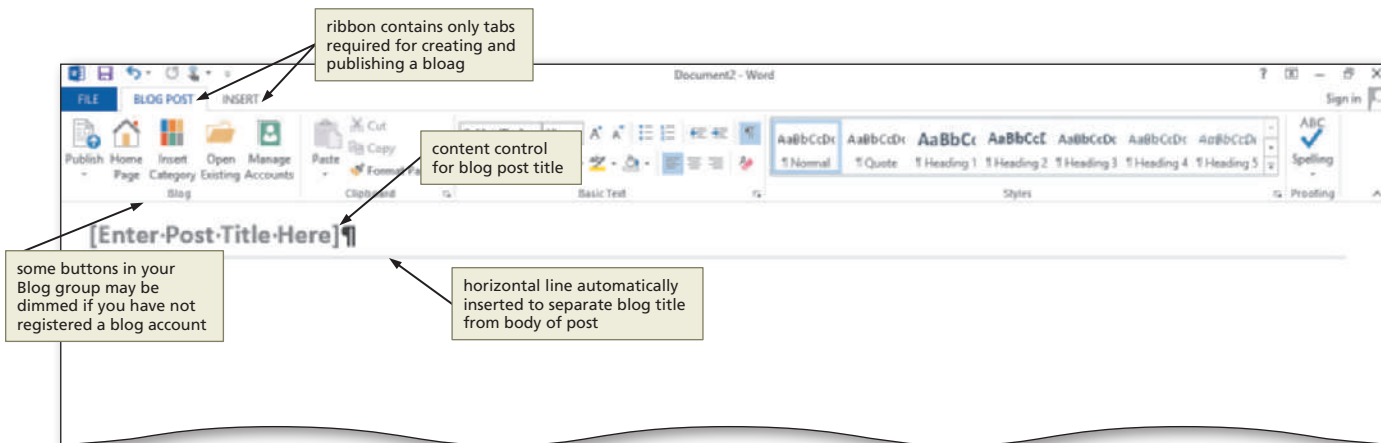 ribbon contains only tabs
required for creating and
publishing a bloag
Document2 - Word
?
Sign in
FILE BLOG POST INSERT
Cut
Copy
Format Pa
Paste
Publish Home Page Insert Category Open Existing Manage Accounts
Blog
Clipboard
content control
for blog post title
Basic Text
AaBbCcDc AaBbCcDc AaBbCc AaBbCcI AaBbCcDc AaBbCcDc AaBbCcDc
¶ Normal ¶ Quote ¶ Heading 1 ¶ Heading 2 ¶ Heading 3 ¶ Heading 4 ¶ Heading 5
Styles
ABC
Spelling
Proofing
[Enter·Post·Title·Here]¶
some buttons in your
Blog group may be
dimmed if you have not
registered a blog account
horizontal line automatically
inserted to separate blog title
from body of post